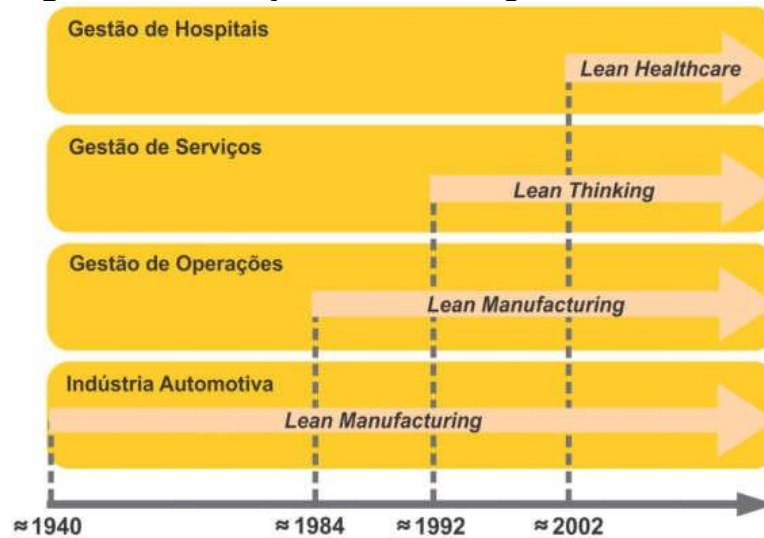 Gestão de Hospitais
Lean Healthcare
Gestão de Serviços
Lean Thinking
Gestão de Operações
Lean Manufacturing
Indústria Automotiva
Lean Manufacturing
≈1940 ≈1984 ≈1992 ≈2002